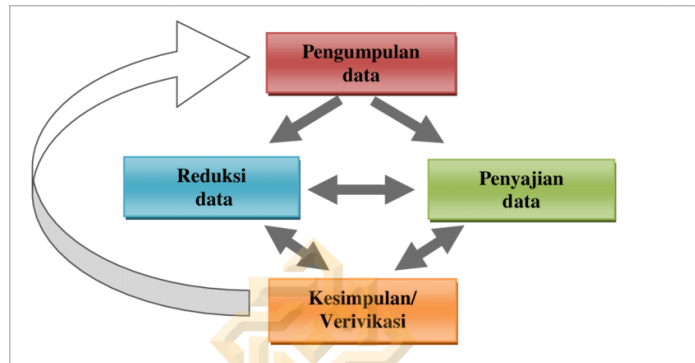 Pengumpulan
data
Reduksi
data
Penyajian
data
Kesimpulan/
Verivikasi